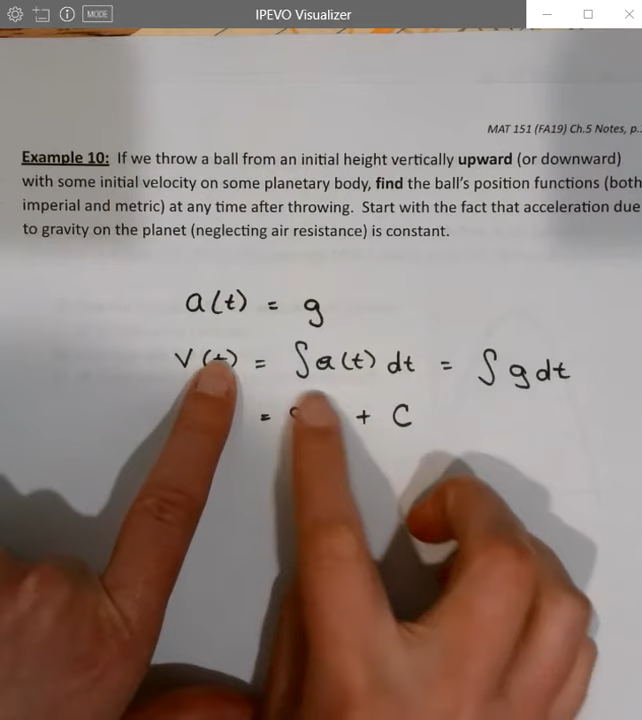 MODE
IPEVO Visualizer
MAT 151 (FA19) Ch.5 Notes, p.
Example 10: If we throw a ball from an initial height vertically upward (or downward)
with some initial velocity on some planetary body, find the ball's position functions (both
imperial and metric) at any time after throwing. Start with the fact that acceleration due
to gravity on the planet (neglecting air resistance) is constant.
a(t) = g
v(t) = ∫a(t) dt = ∫ g dt
= + C